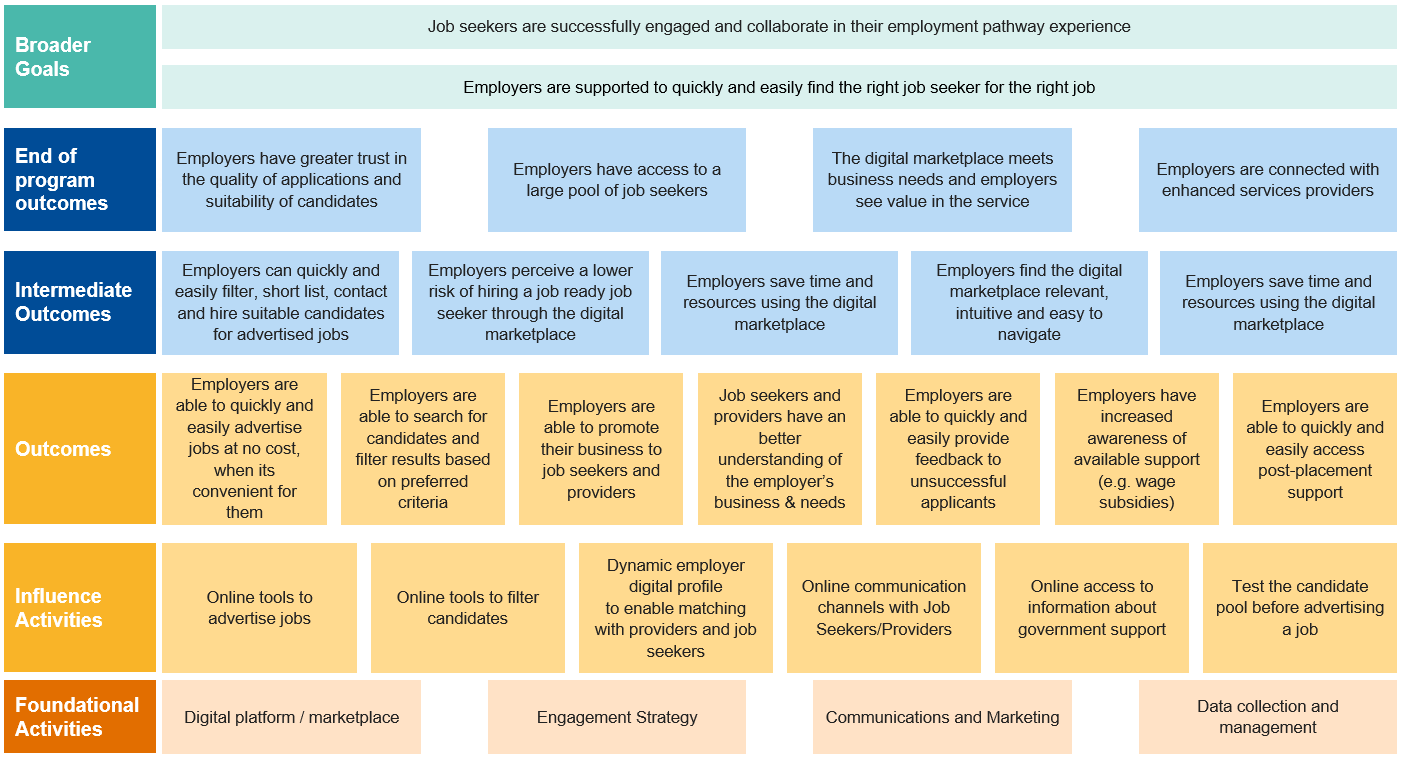 Broader
Goals
Job seekers are successfully engaged and collaborate in their employment pathway experience
Employers are supported to quickly and easily find the right job seeker for the right job
End of
program
outcomes
Employers have greater trust in
the quality of applications and
suitability of candidates
Employers have access to a
large pool of job seekers
The digital marketplace meets
business needs and employers
see value in the service
Employers are connected with
enhanced services providers
Intermediate
Outcomes
Employers can quickly and
easily filter, short list, contact
and hire suitable candidates
for advertised jobs
Employers perceive a lower
risk of hiring a job ready job
seeker through the digital
marketplace
Employers save time and
resources using the digital
marketplace
Employers find the digital
marketplace relevant,
intuitive and easy to
navigate
Employers save time and
resources using the digital
marketplace
Outcomes
Employers are
able to quickly and
easily advertise
jobs at no cost,
when its
convenient for
them
Employers are
able to search for
candidates and
filter results based
on preferred
criteria
Employers are
able to promote
their business to
job seekers and
providers
Job seekers and
providers have an
better
understanding of
the employer's
business & needs
Employers are
able to quickly and
easily provide
feedback to
unsuccessful
applicants
Employers have
increased
awareness of
available support
(e.g. wage
subsidies)
Employers are
able to quickly and
easily access
post-placement
support
Influence
Activities
Online tools to
advertise jobs
Online tools to filter
candidates
Dynamic employer
digital profile
to enable matching
with providers and job
seekers
Online communication
channels with Job
Seekers/Providers
Online access to
information about
government support
Test the candidate
pool before advertising
a job
Foundational
Activities
Digital platform / marketplace
Engagement Strategy
Communications and Marketing
Data collection and
management